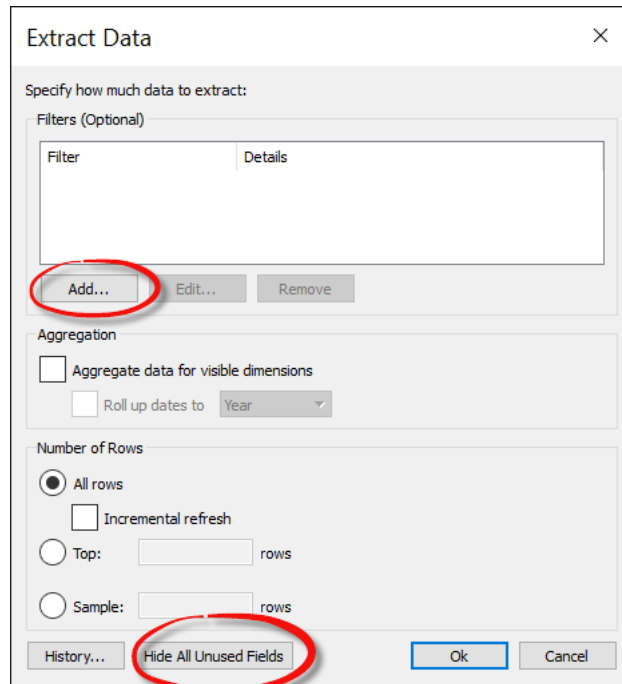 Extract Data
Specify how much data to extract:
Filters (Optional)
Filter Details
Add... Edit... Remove
Aggregation
Aggregate data for visible dimensions
Roll up dates to Year
Number of Rows
All rows
Incremental refresh
Top: rows
Sample: rows
History... Hide All Unused Fields Ok Cancel